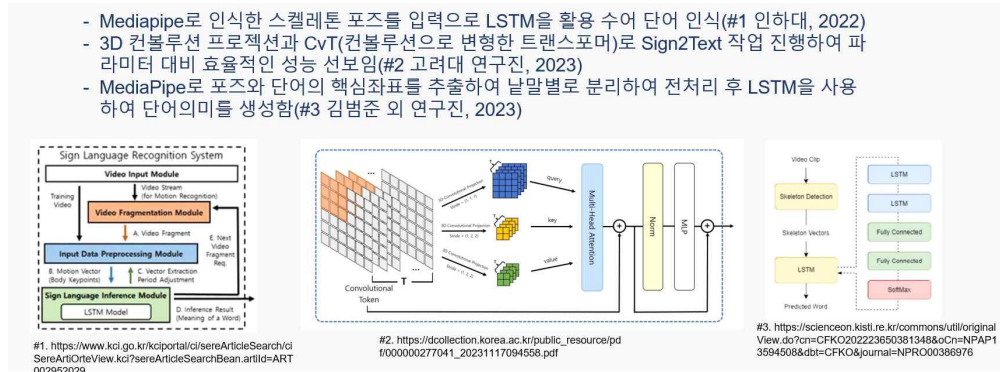 - Mediapipe로 인식한 스켈레톤 포즈를 입력으로 LSTM을 활용 수어 단어 인식(#1 인하대, 2022)
- 3D 컨볼루션 프로젝션과 CvT(컨볼루션으로 변형한 트랜스포머)로 Sign2Text 작업 진행하여 파
라미터 대비 효율적인 성능 선보임(#2 고려대 연구진, 2023)
- MediaPipe로 포즈와 단어의 핵심좌표를 추출하여 낱말별로 분리하여 전처리 후 LSTM을 사용
하여 단어의미를 생성함(#3 김범준 외 연구진, 2023)
Sign Language Recognition System
Video Input Module
Training
Video
Video Stream
(for Motion Recognition)
Video Fragmentation Module
A. Video Fragment
E. Next
Video
Fragment
Req.
Input Data Preprocessing Module
B. Motion Vector
(Body Keypoints)
C. Vector Extraction
Period Adjustment
Sign Language Inference Module
LSTM Model
D. Inference Result
(Meaning of a Word)
#1. https://www.kci.go.kr/kciportal/ci/sereArticleSearch/ci
SereArtiOrteView.kci?sereArticleSearchBean.artiId=ART
002952029
...
...
T
Convolutional
Token
3D Convolutional Projection
3D Convolutional Projection
3D Convolutional Projection
query
key
value
Multi-Head Attention
Norm
MLP
#2. https://dcollection.korea.ac.kr/public_resource/pd
f/000000277041_20231117094558.pdf
Video Clip
Skeleton Detection
Skeleton Vectors
LSTM
Predicted Word
LSTM
LSTM
Fully Connected
Fully Connected
SoftMax
#3. https://scienceon.kisti.re.kr/commons/util/original
View.do?cn=CFKO202223650381348&oCn=NPAP1
3594508&dbt=CFKO&journal=NPRO00386976